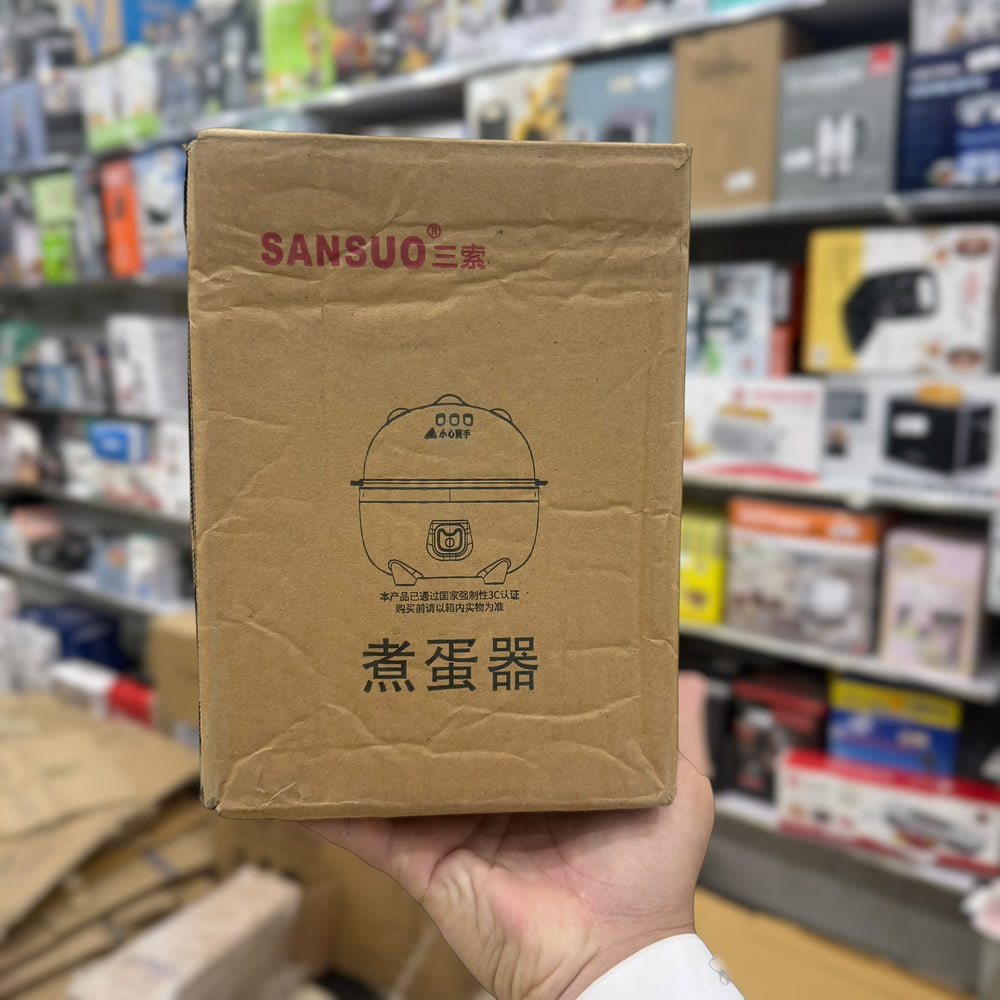 SANSUO®三索
小心烫手
本产品已通过国家强制性3C认证
购买前请以箱内实物为准
煮蛋器